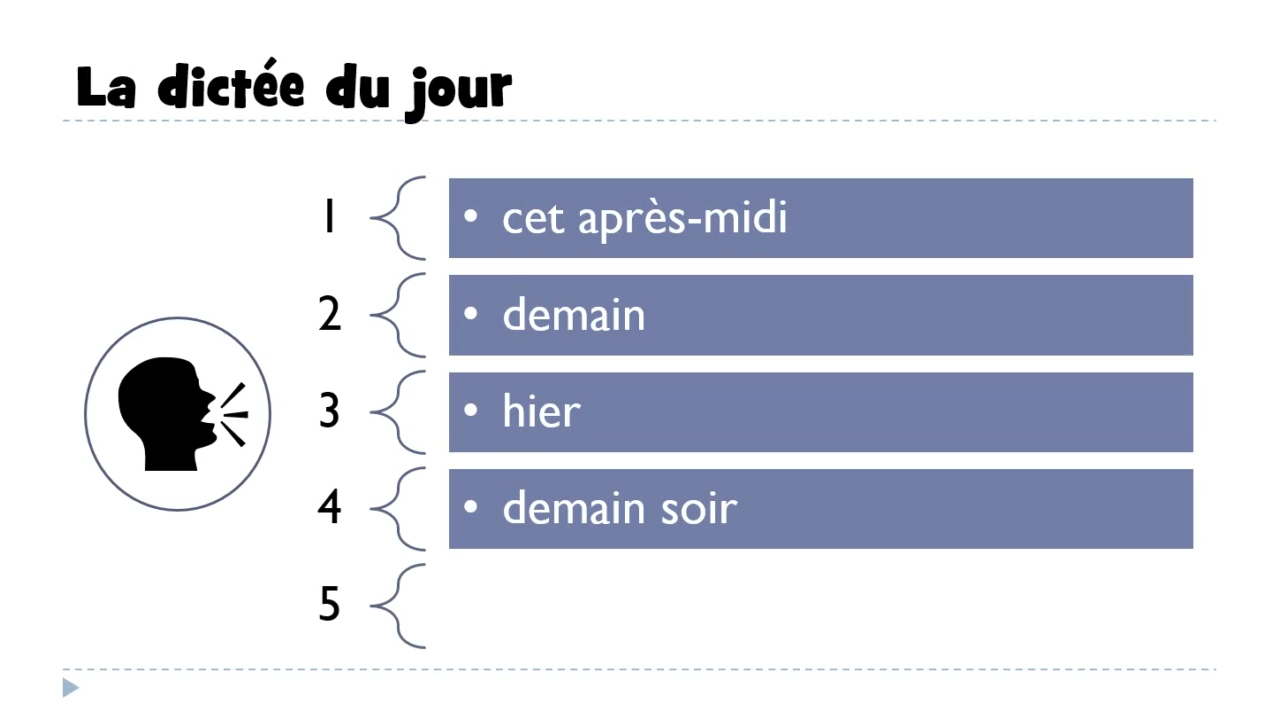 La dictée du jour
1 • cet après-midi
2 • demain
3 • hier
4 • demain soir
5